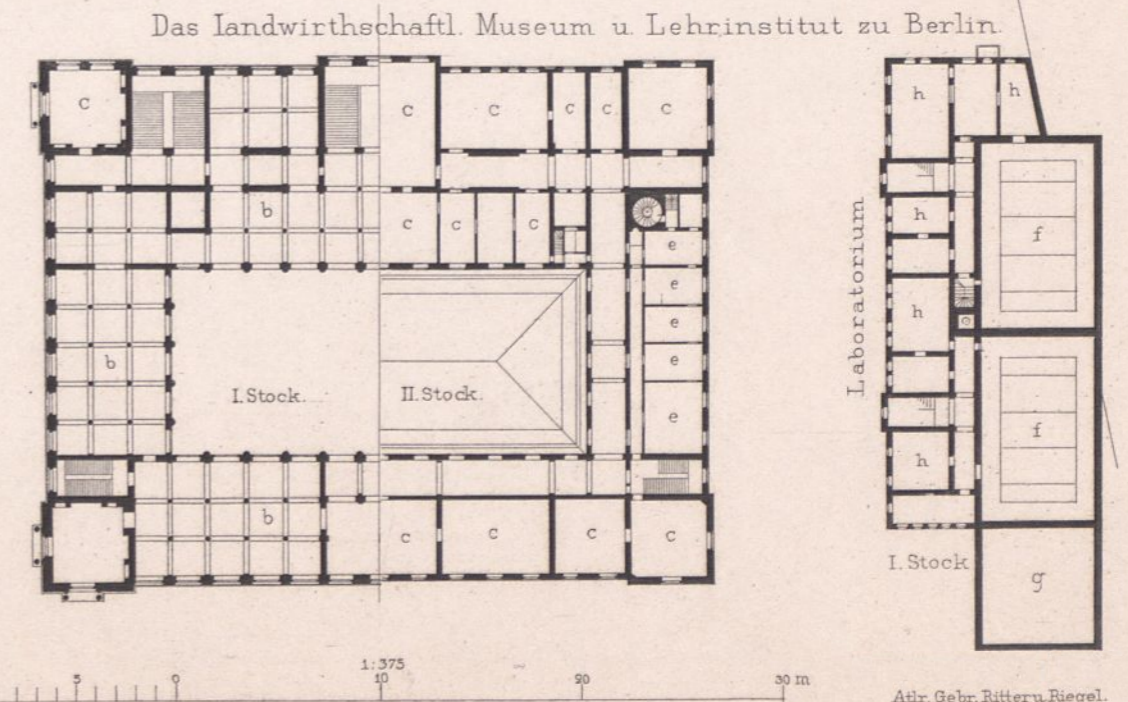 Das landwirthschaftl. Museum u. Lehrinstitut zu Berlin.
c c c c c c
h h
b c c c
h
f
e
e
e
e
e
b
h
I. Stock. II. Stock.
Laboratorium
f
h
b c c c c
I. Stock
g
1:375
5 0 10 20 30 m
Atlr. Gebr. Ritter u. Riegel.